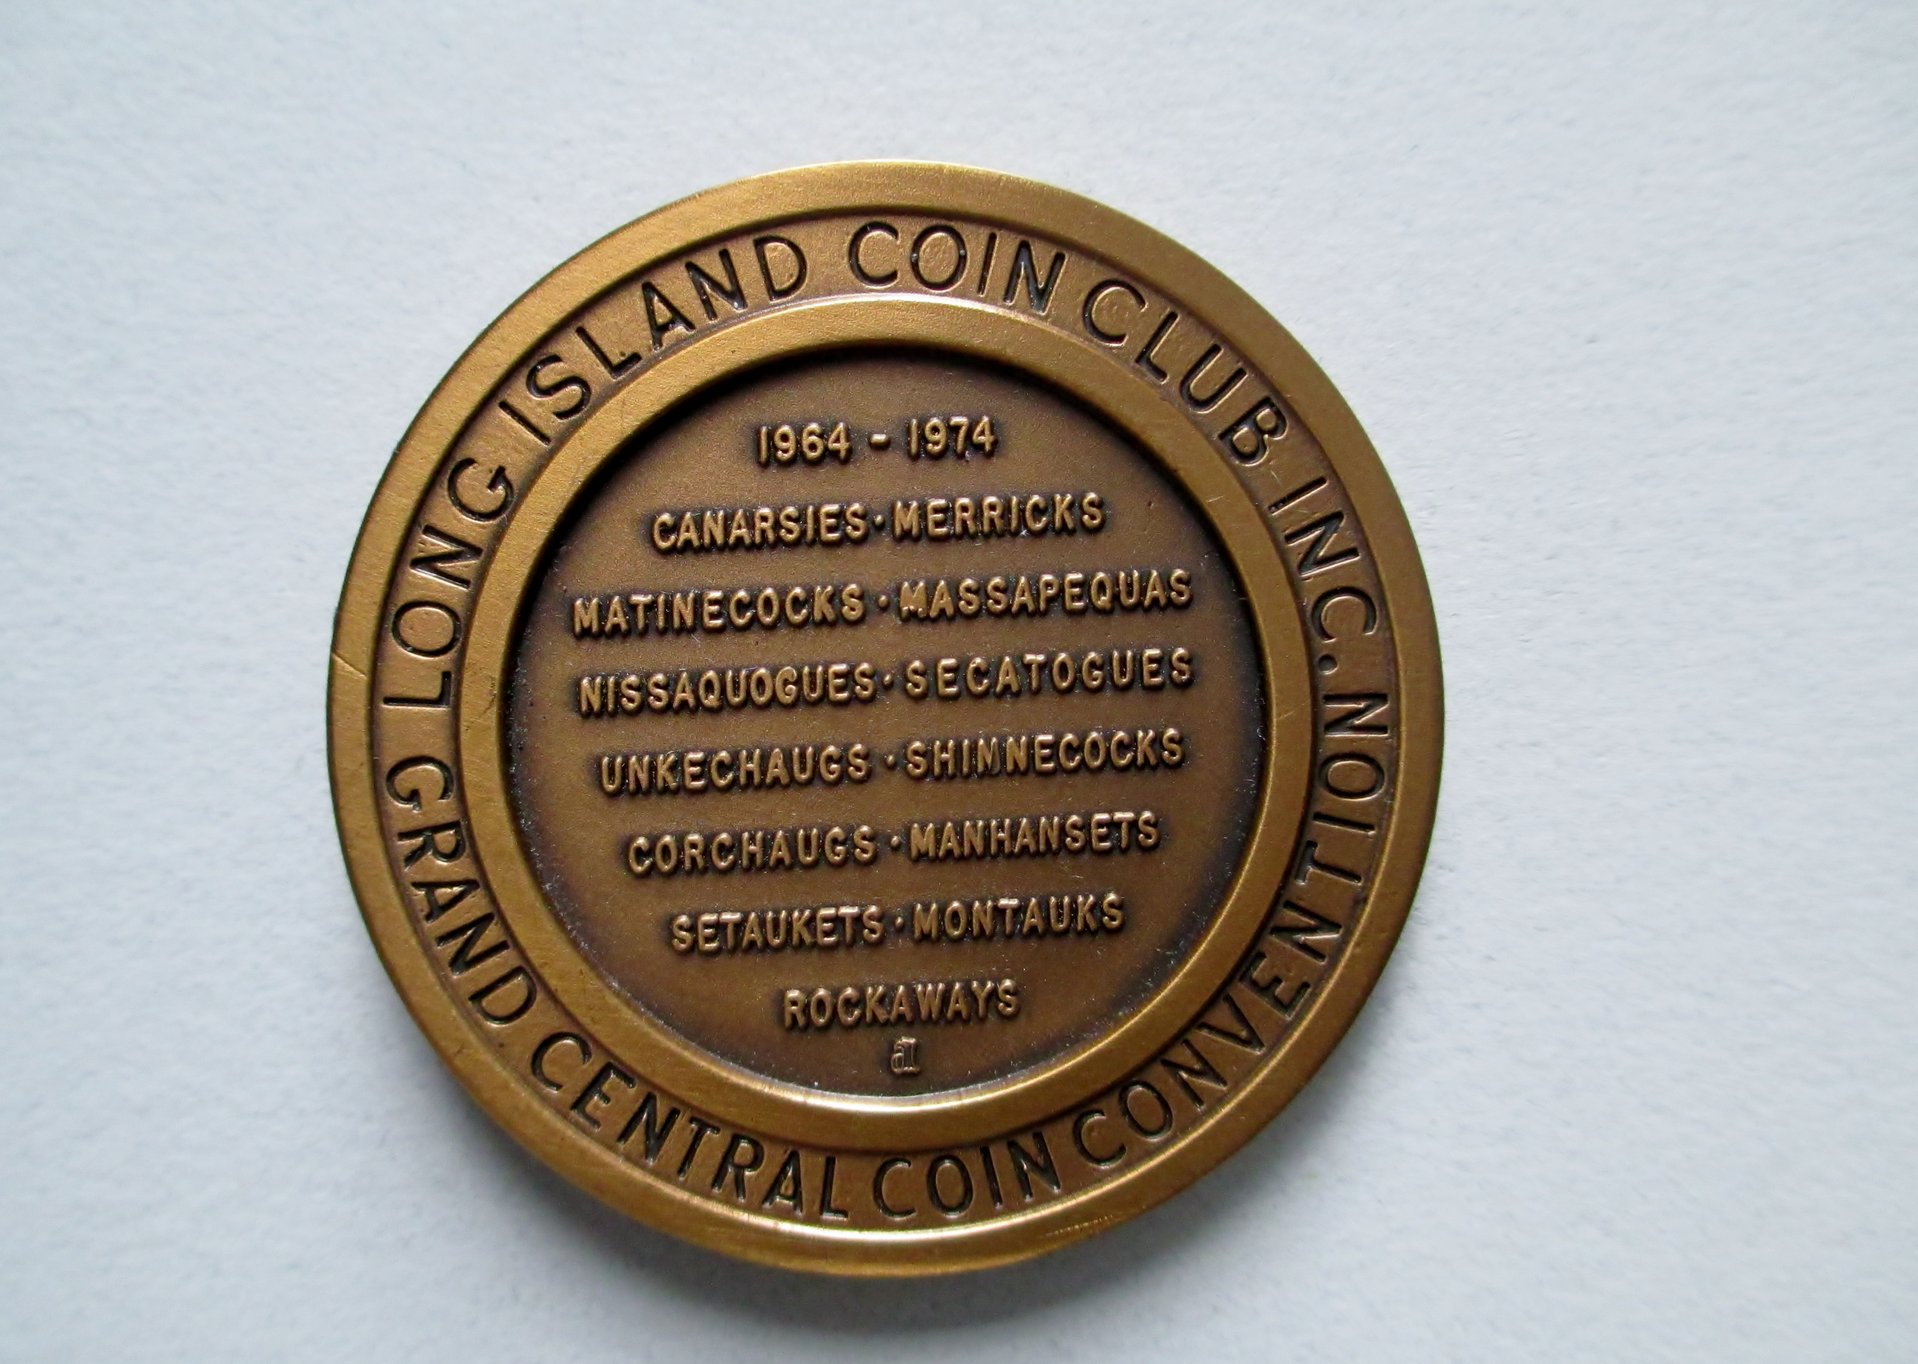 LONG ISLAND COIN CLUB INC.
GRAND CENTRAL COIN CONVENTION
1964 - 1974
CANARSIES · MERRICKS
MATINECOCKS · MASSAPEQUAS
NISSAQUOGUES · SECATOGUES
UNKECHAUGS · SHIMNECOCKS
CORCHAUGS · MANHANSETS
SETAUKETS · MONTAUKS
ROCKAWAYS